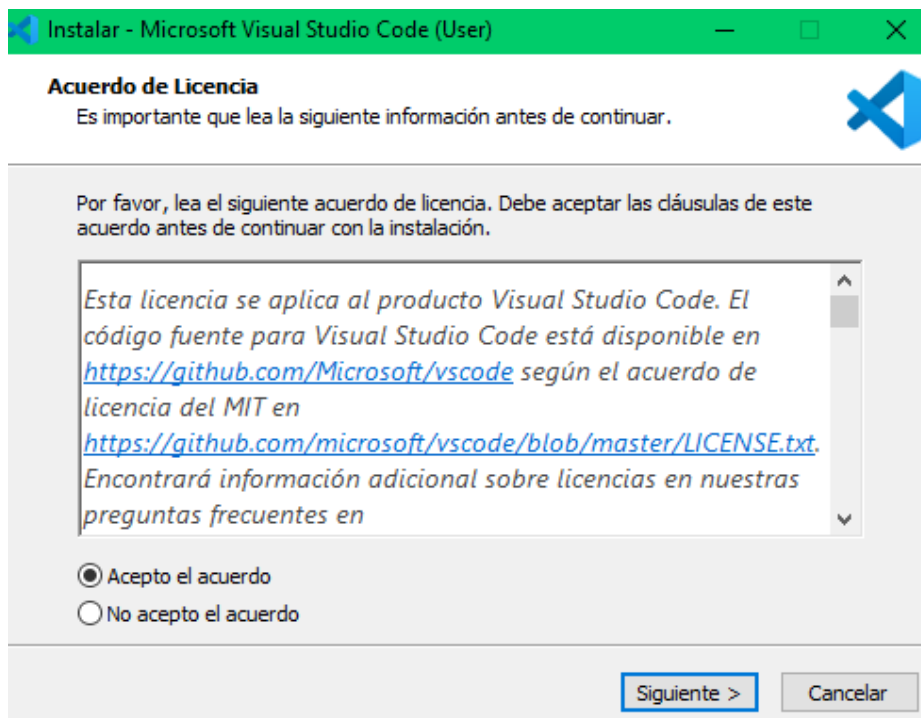 Instalar - Microsoft Visual Studio Code (User)
Acuerdo de Licencia
Es importante que lea la siguiente información antes de continuar.
Por favor, lea el siguiente acuerdo de licencia. Debe aceptar las cláusulas de este
acuerdo antes de continuar con la instalación.
Esta licencia se aplica al producto Visual Studio Code. El
código fuente para Visual Studio Code está disponible en
https://github.com/Microsoft/vscode según el acuerdo de
licencia del MIT en
https://github.com/microsoft/vscode/blob/master/LICENSE.txt.
Encontrará información adicional sobre licencias en nuestras
preguntas frecuentes en
Acepto el acuerdo
No acepto el acuerdo
Siguiente >
Cancelar